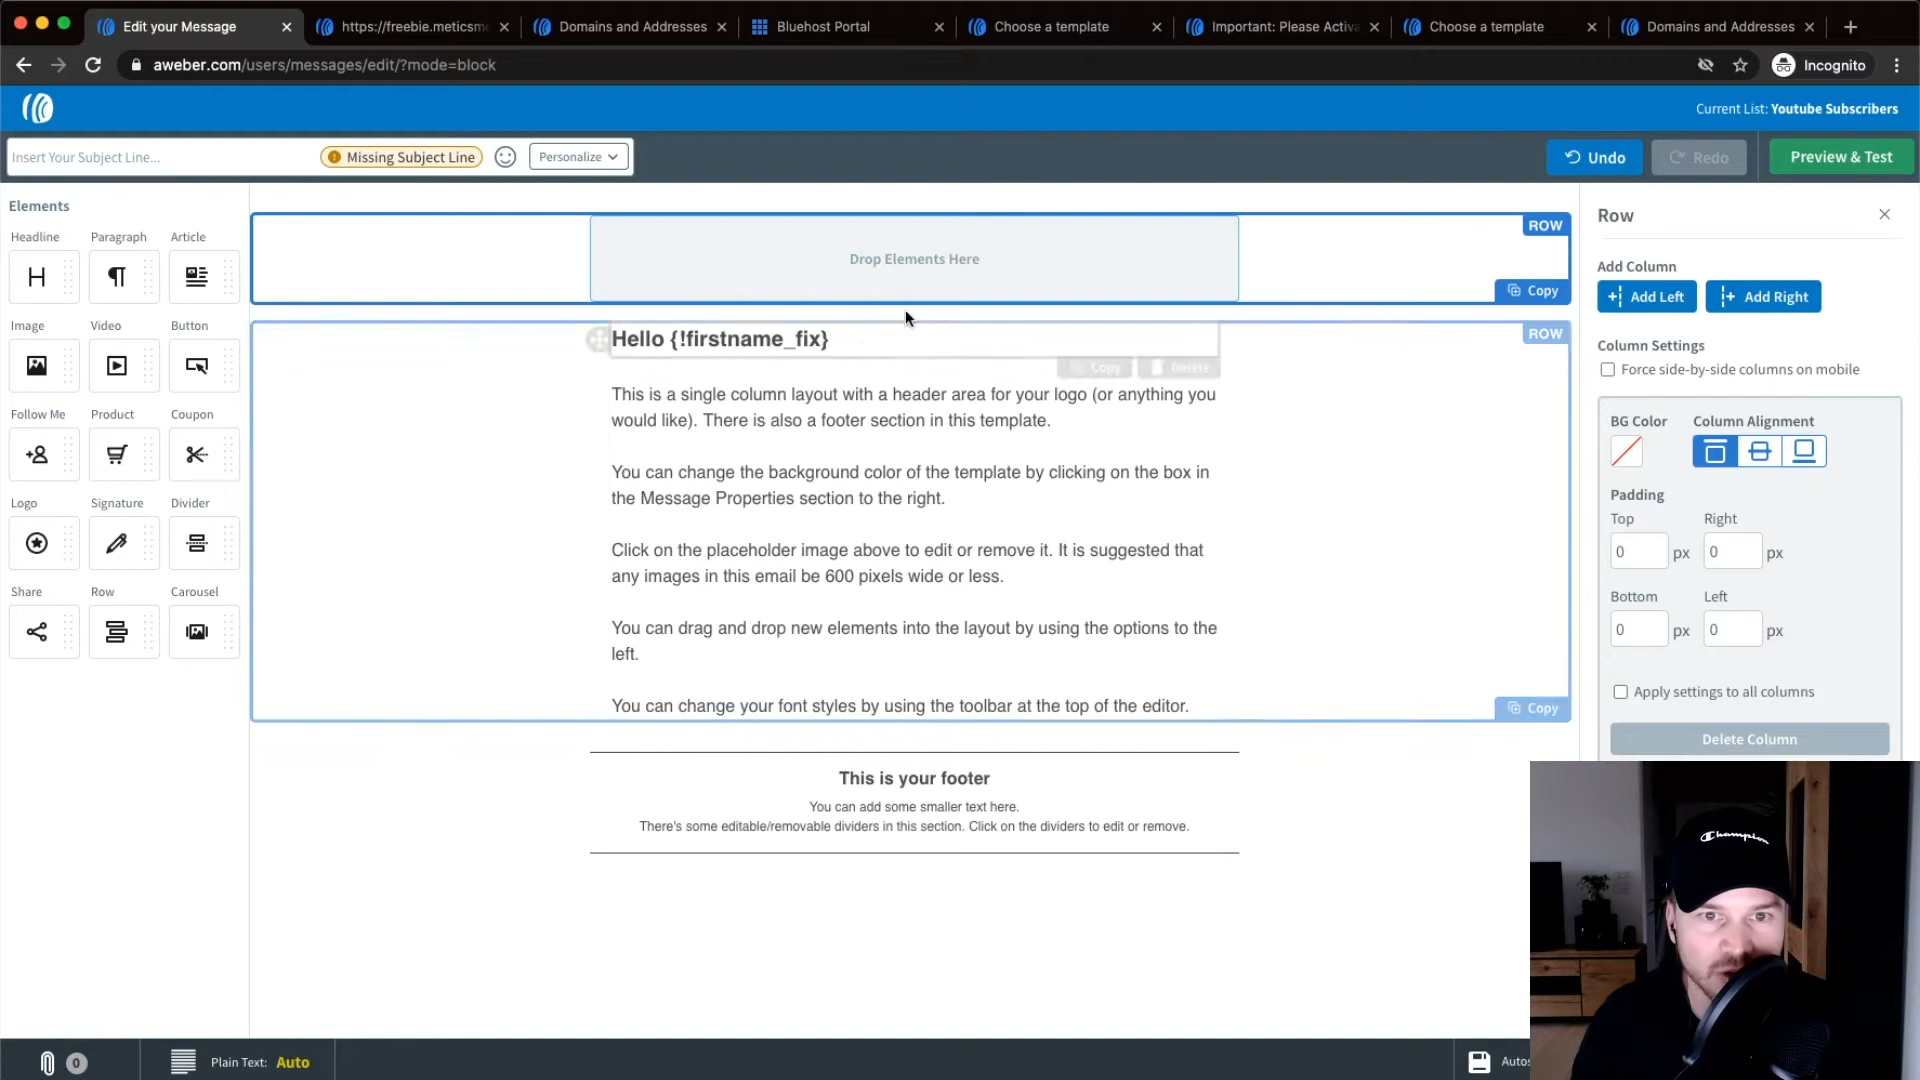 Edit your Message
https://freebie.meticsme
Domains and Addresses
Bluehost Portal
Choose a template
Important: Please Activa
Choose a template
Domains and Addresses
aweber.com/users/messages/edit/?mode=block
Incognito
Current List: Youtube Subscribers
Insert Your Subject Line...
Missing Subject Line
Personalize
Undo
Redo
Preview & Test
Elements
Headline
Paragraph
Article
Image
Video
Button
Follow Me
Product
Coupon
Logo
Signature
Divider
Share
Row
Carousel
ROW
Drop Elements Here
Copy
ROW
Hello {!firstname_fix}
Copy
Delete
This is a single column layout with a header area for your logo (or anything you
would like). There is also a footer section in this template.
You can change the background color of the template by clicking on the box in
the Message Properties section to the right.
Click on the placeholder image above to edit or remove it. It is suggested that
any images in this email be 600 pixels wide or less.
You can drag and drop new elements into the layout by using the options to the
left.
You can change your font styles by using the toolbar at the top of the editor.
Copy
This is your footer
You can add some smaller text here.
There's some editable/removable dividers in this section. Click on the dividers to edit or remove.
Row
Add Column
Add Left
Add Right
Column Settings
Force side-by-side columns on mobile
BG Color
Column Alignment
Padding
Top
Right
0 px
0 px
Bottom
Left
0 px
0 px
Apply settings to all columns
Delete Column
Champion
0
Plain Text: Auto
Autos